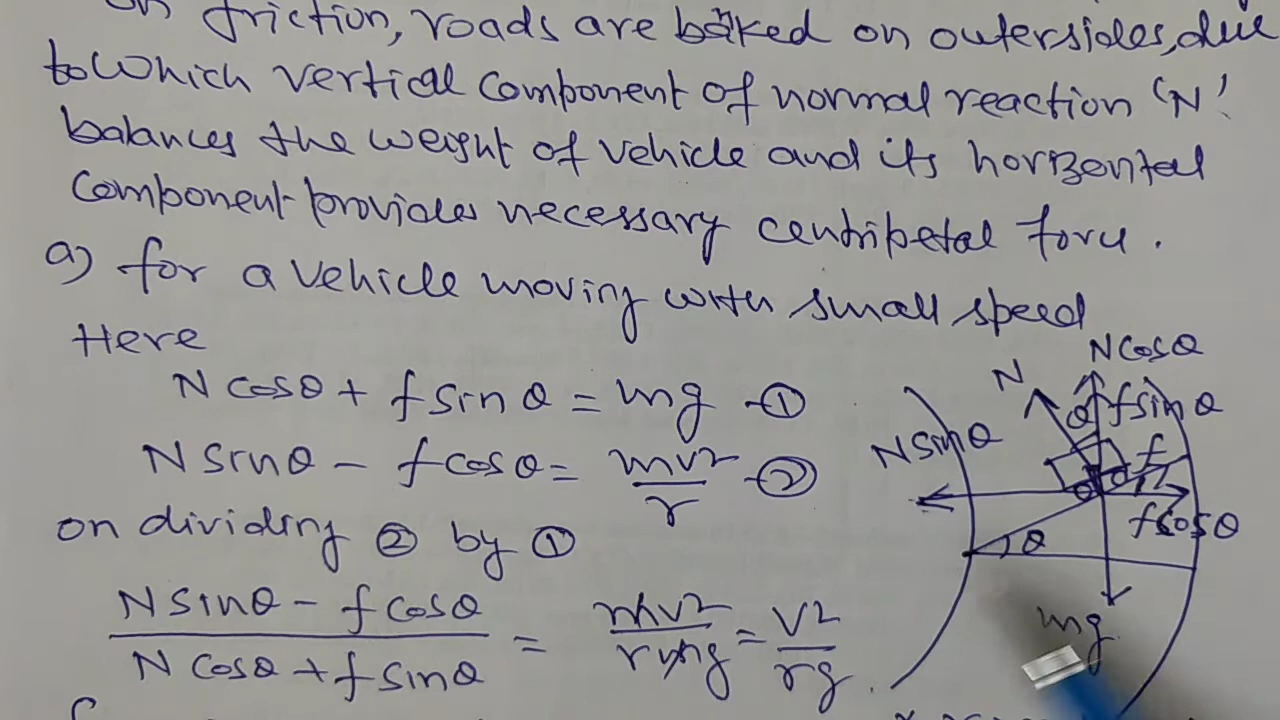 on friction, roads are banked on outersides, due
to which vertical component of normal reaction 'N'
balances the weight of vehicle and its horizontal
component provides necessary centripetal force.
a) for a vehicle moving with small speed
Here
N cosθ + f sinθ = mg -①
N sinθ - f cosθ = mv²/r -②
on dividing ② by ①
N sinθ - f cosθ / N cosθ + f sinθ = mv²/rmg = v²/rg.
N cosθ
N
θ
f sinθ
N sinθ
f
θ
f cosθ
θ
mg